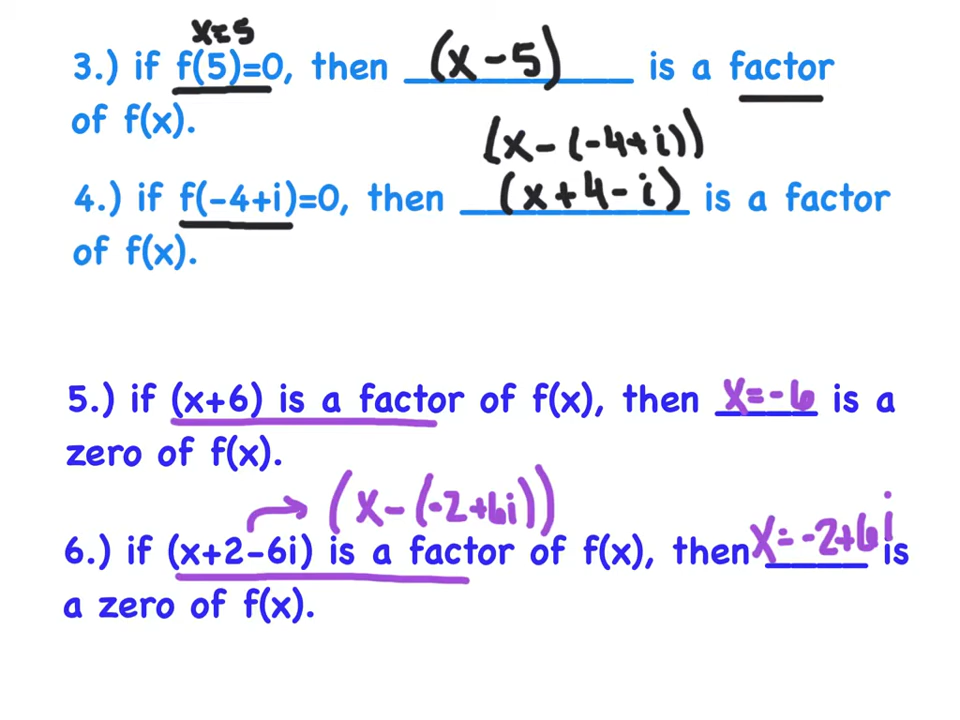 x=5
3.) if f(5)=0, then (x-5) is a factor
of f(x).
(x-(-4+i))
4.) if f(-4+i)=0, then (x+4-i) is a factor
of f(x).
5.) if (x+6) is a factor of f(x), then x=-6 is a
zero of f(x).
(x-(-2+6i))
6.) if (x+2-6i) is a factor of f(x), then x=-2+6i is
a zero of f(x).